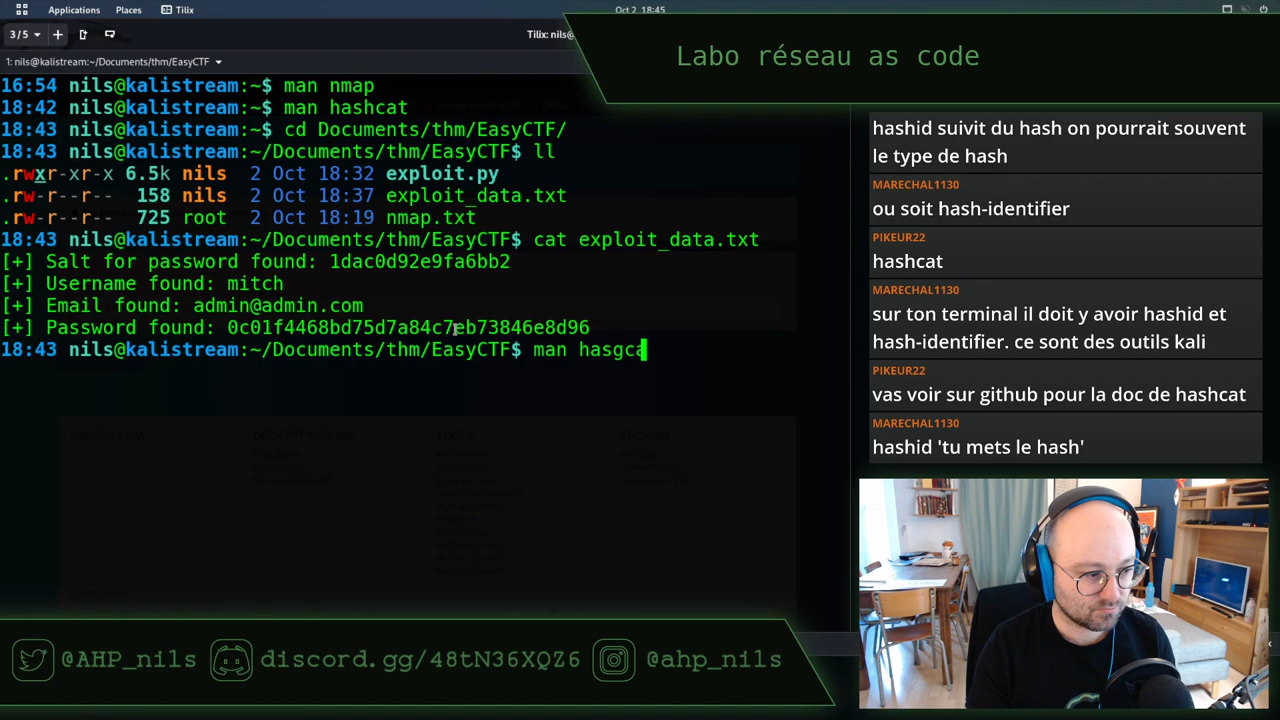 Applications Places Tilix
Oct 2 18:45
3/5
Tilix: nils@
1: nils@kalistream:~/Documents/thm/EasyCTF
Labo réseau as code
16:54 nils@kalistream:~$ man nmap
18:42 nils@kalistream:~$ man hashcat
18:43 nils@kalistream:~$ cd Documents/thm/EasyCTF/
18:43 nils@kalistream:~/Documents/thm/EasyCTF$ ll
.rwxr-xr-x 6.5k nils 2 Oct 18:32 exploit.py
.rw-r--r-- 158 nils 2 Oct 18:37 exploit_data.txt
.rw-r--r-- 725 root 2 Oct 18:19 nmap.txt
18:43 nils@kalistream:~/Documents/thm/EasyCTF$ cat exploit_data.txt
[+] Salt for password found: 1dac0d92e9fa6bb2
[+] Username found: mitch
[+] Email found: admin@admin.com
[+] Password found: 0c01f4468bd75d7a84c7eb73846e8d96
18:43 nils@kalistream:~/Documents/thm/EasyCTF$ man hasgca
hashid suivit du hash on pourrait souvent
le type de hash
MARECHAL1130
ou soit hash-identifier
PIKEUR22
hashcat
MARECHAL1130
sur ton terminal il doit y avoir hashid et
hash-identifier. ce sont des outils kali
PIKEUR22
vas voir sur github pour la doc de hashcat
MARECHAL1130
hashid 'tu mets le hash'
@AHP_nils discord.gg/48tN36XQZ6 @ahp_nils